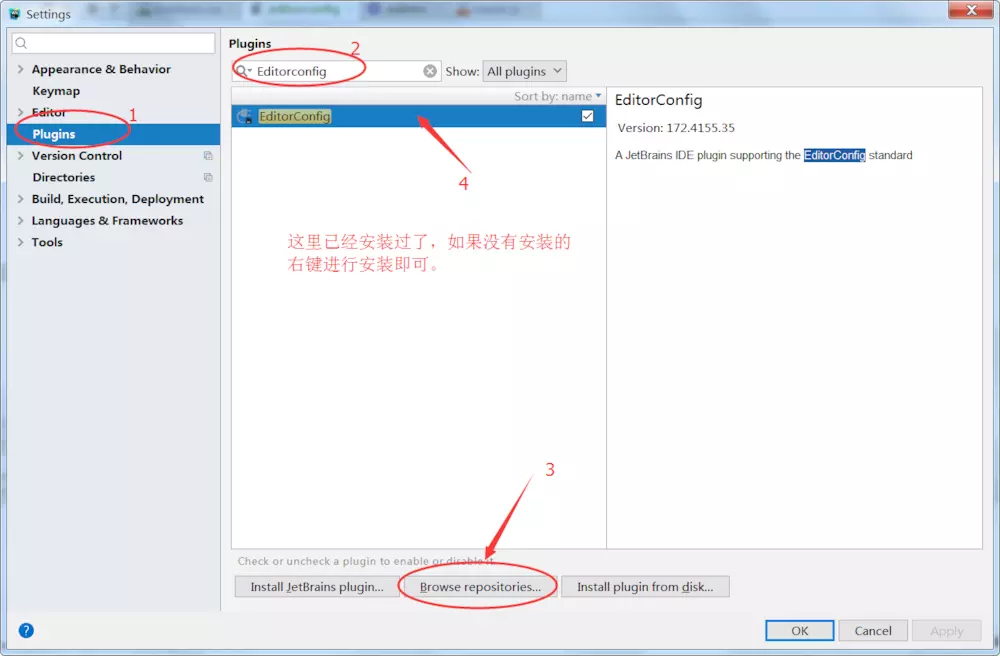 Settings
Plugins
2
Editorconfig
Show: All plugins
Appearance & Behavior
Keymap
Editor
1
Plugins
Version Control
Directories
Build, Execution, Deployment
Languages & Frameworks
Tools
Sort by: name
EditorConfig
4
这里已经安装过了，如果没有安装的
右键进行安装即可。
3
EditorConfig
Version: 172.4155.35
A JetBrains IDE plugin supporting the EditorConfig standard
Check or uncheck a plugin to enable or disable it.
Install JetBrains plugin... Browse repositories... Install plugin from disk...
? OK Cancel Apply